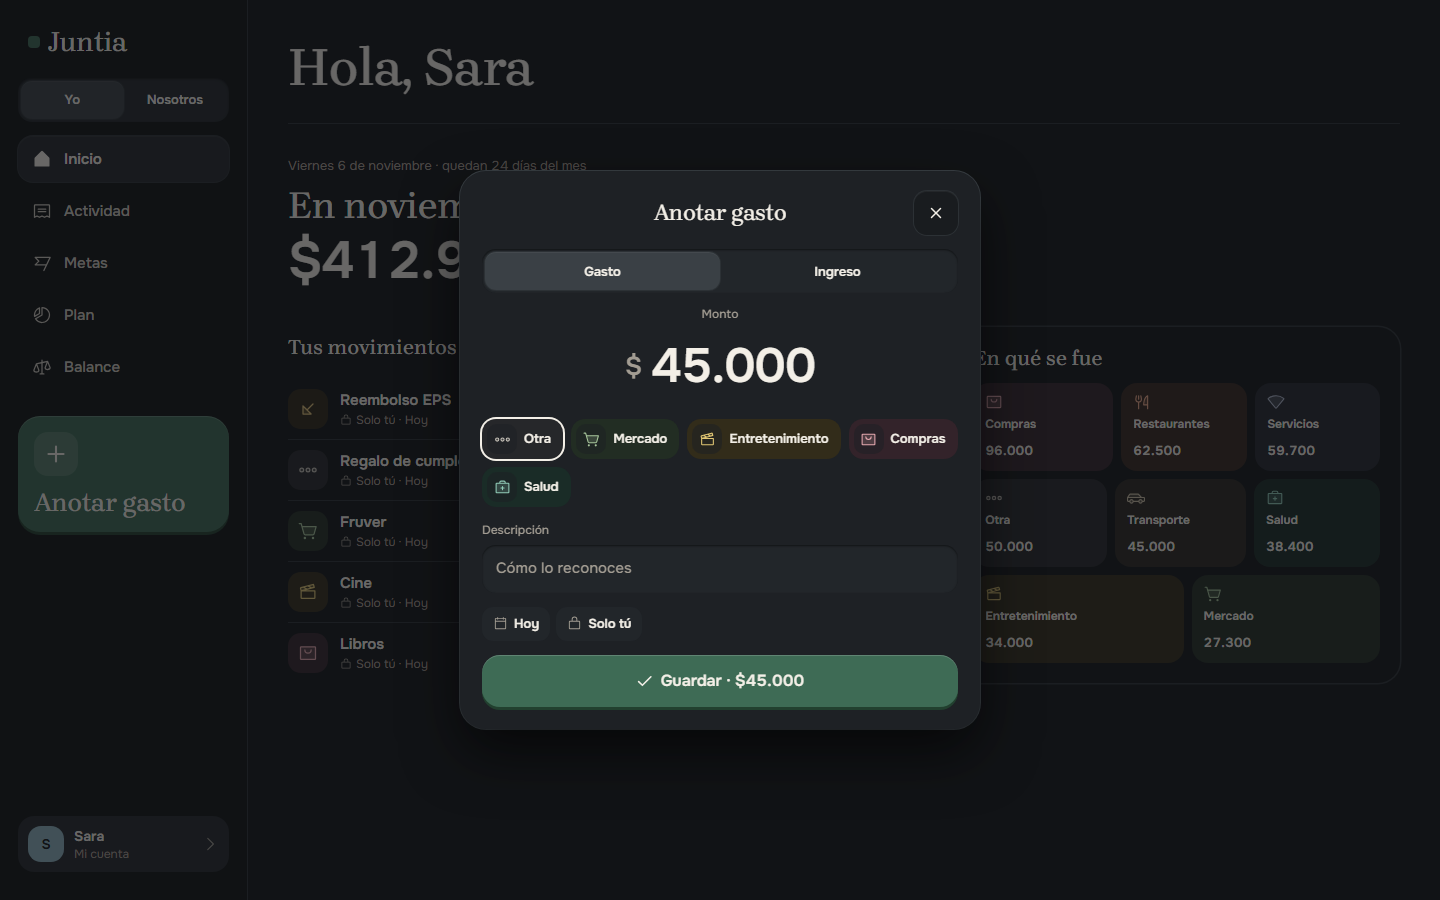 Juntia
Yo
Nosotros
Inicio
Actividad
Metas
Plan
Balance
Anotar gasto
Sara
Mi cuenta
S
Hola, Sara
Viernes 6 de noviembre · quedan 24 días del mes
En noviem
$412.9
Tus movimientos
Reembolso EPS
Solo tú · Hoy
Regalo de cumple
Solo tú · Hoy
Fruver
Solo tú · Hoy
Cine
Solo tú · Hoy
Libros
Solo tú · Hoy
Anotar gasto
Gasto
Ingreso
Monto
$ 45.000
Otra
Mercado
Entretenimiento
Compras
Salud
Descripción
Cómo lo reconoces
Hoy
Solo tú
Guardar · $45.000
En qué se fue
Compras
96.000
Restaurantes
62.500
Servicios
59.700
Otra
50.000
Transporte
45.000
Salud
38.400
Entretenimiento
34.000
Mercado
27.300